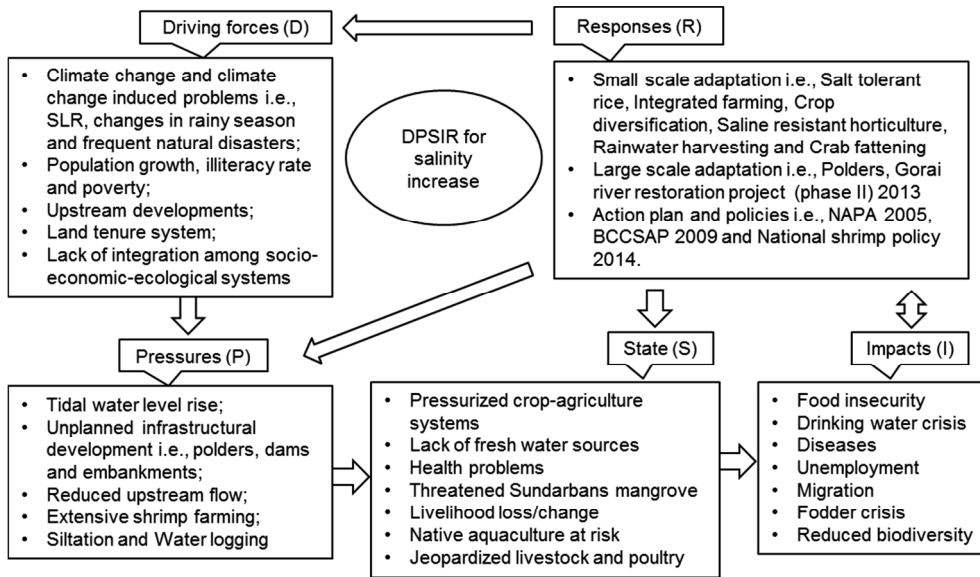 Driving forces (D)
• Climate change and climate
change induced problems i.e.,
SLR, changes in rainy season
and frequent natural disasters;
• Population growth, illiteracy rate
and poverty;
• Upstream developments;
• Land tenure system;
• Lack of integration among socio-
economic-ecological systems
DPSIR for
salinity
increase
Responses (R)
• Small scale adaptation i.e., Salt tolerant
rice, Integrated farming, Crop
diversification, Saline resistant horticulture,
Rainwater harvesting and Crab fattening
• Large scale adaptation i.e., Polders, Gorai
river restoration project (phase II) 2013
• Action plan and policies i.e., NAPA 2005,
BCCSAP 2009 and National shrimp policy
2014.
Pressures (P)
• Tidal water level rise;
• Unplanned infrastructural
development i.e., polders, dams
and embankments;
• Reduced upstream flow;
• Extensive shrimp farming;
• Siltation and Water logging
State (S)
• Pressurized crop-agriculture
systems
• Lack of fresh water sources
• Health problems
• Threatened Sundarbans mangrove
• Livelihood loss/change
• Native aquaculture at risk
• Jeopardized livestock and poultry
Impacts (I)
• Food insecurity
• Drinking water crisis
• Diseases
• Unemployment
• Migration
• Fodder crisis
• Reduced biodiversity